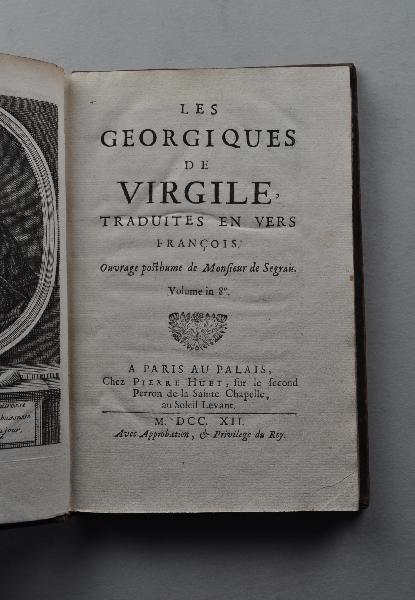 LES
GEORGIQUES
DE
VIRGILE,
TRADUITES EN VERS
FRANÇOIS.
Ouvrage posthume de Monsieur de Segrais.
Volume in 8º.
A PARIS AU PALAIS,
Chez PIERRE HUET, sur le second
Perron de la Sainte Chapelle,
au Soleil Levant.
M. DCC. XII.
Avec Approbation, & Privilege du Roy.